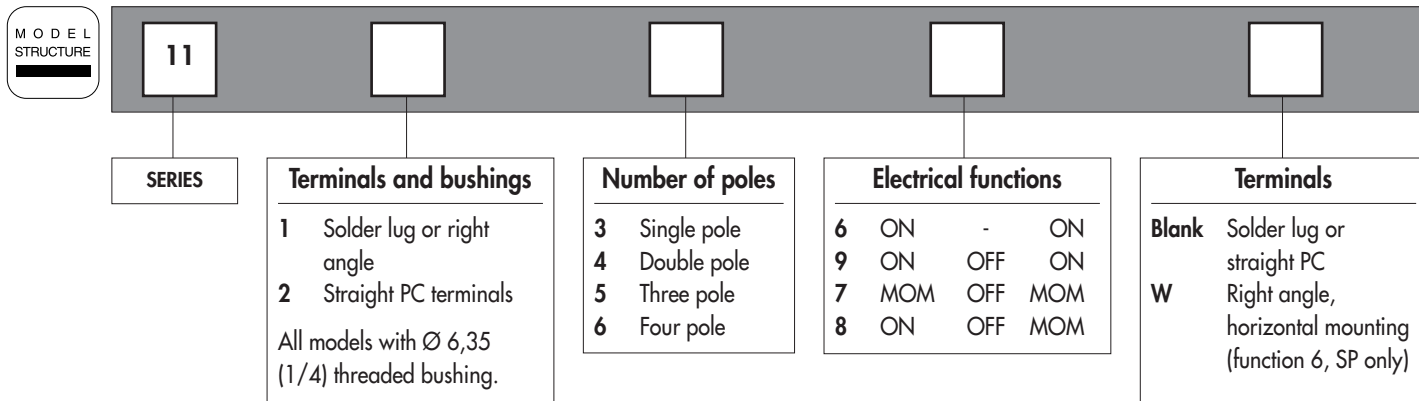 MODEL
STRUCTURE
11
SERIES
Terminals and bushings
1 Solder lug or right
angle
2 Straight PC terminals
All models with Ø 6,35
(1/4) threaded bushing.
Number of poles
3 Single pole
4 Double pole
5 Three pole
6 Four pole
Electrical functions
6 ON - ON
9 ON OFF ON
7 MOM OFF MOM
8 ON OFF MOM
Terminals
Blank Solder lug or
straight PC
W Right angle,
horizontal mounting
(function 6, SP only)